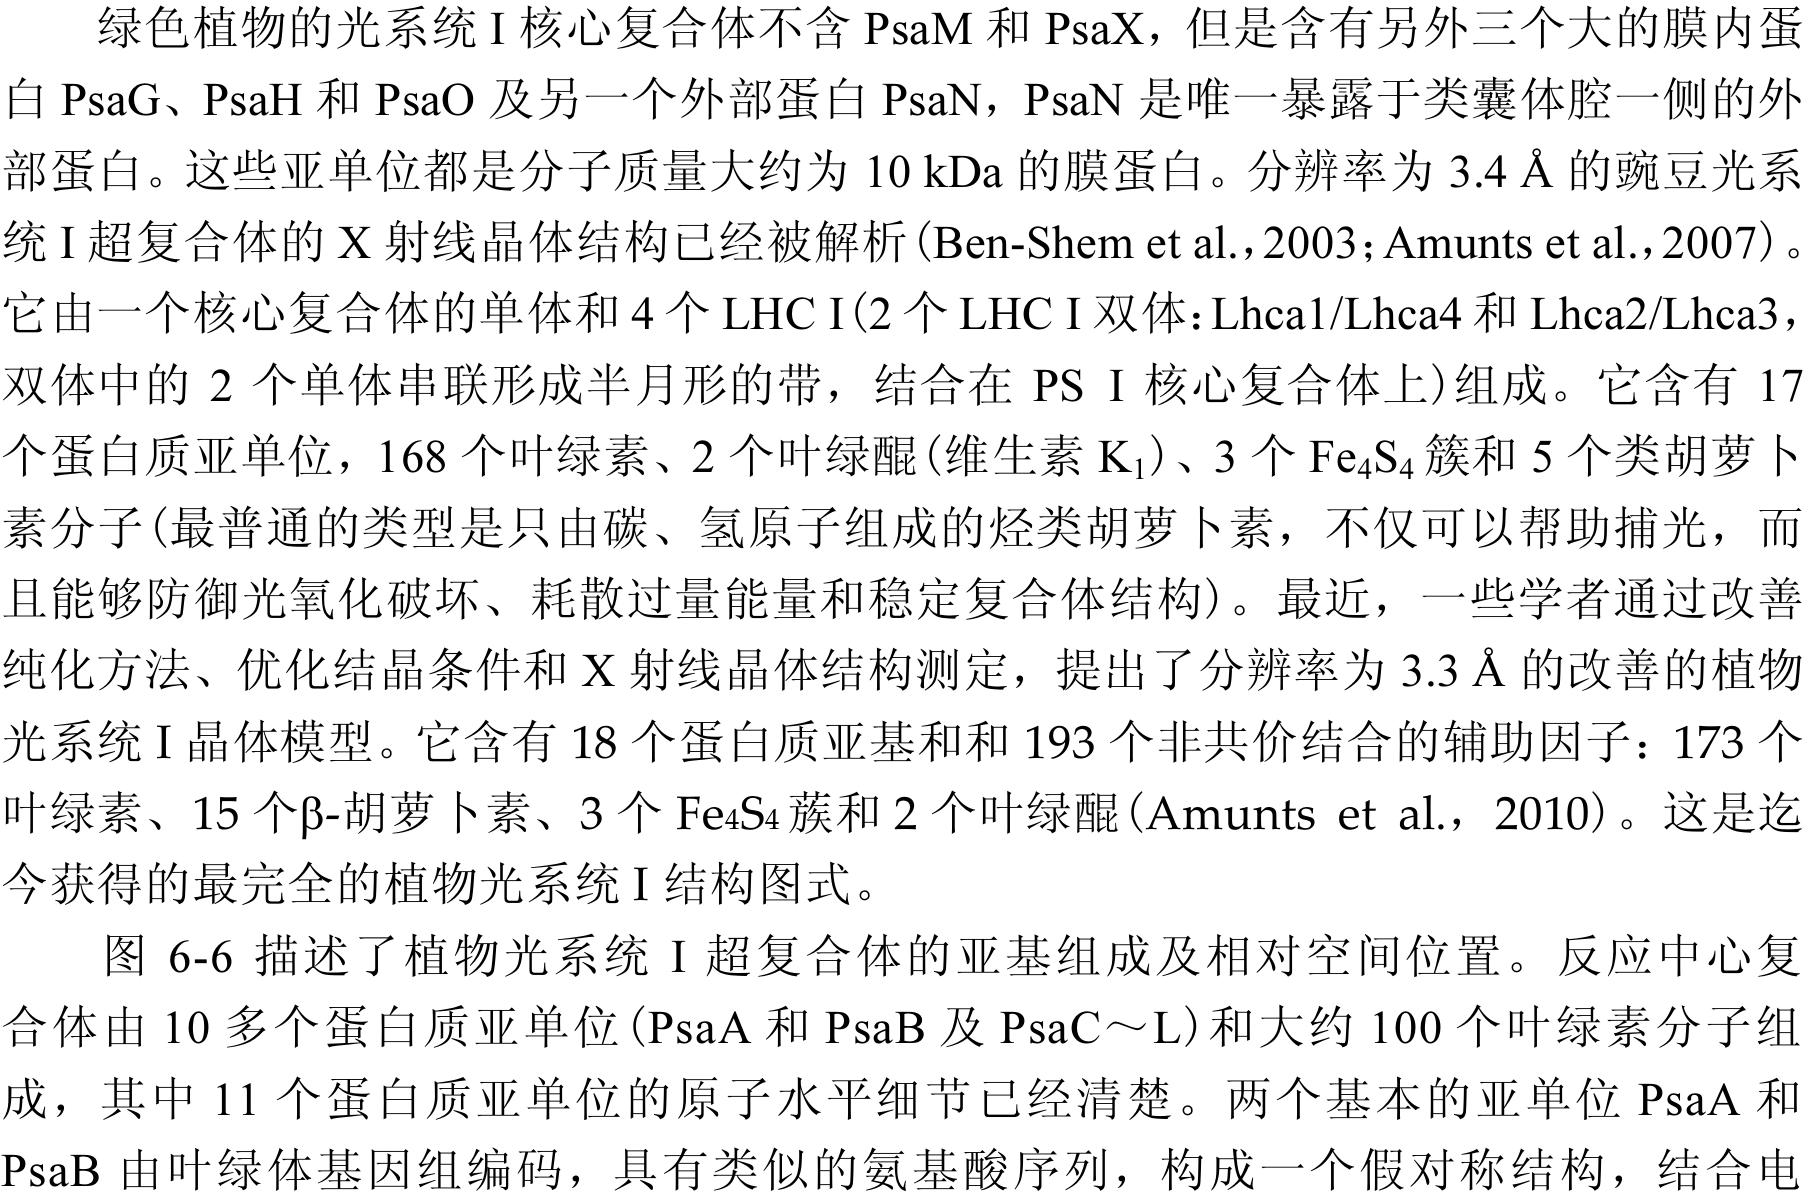 绿色植物的光系统 I 核心复合体不含 PsaM 和 PsaX，但是含有另外三个大的膜内蛋
白 PsaG、PsaH 和 PsaO 及另一个外部蛋白 PsaN，PsaN 是唯一暴露于类囊体腔一侧的外
部蛋白。这些亚单位都是分子质量大约为 10 kDa 的膜蛋白。分辨率为 3.4 Å 的豌豆光系
统 I 超复合体的 X 射线晶体结构已经被解析(Ben-Shem et al.,2003;Amunts et al.,2007)。
它由一个核心复合体的单体和 4 个 LHC I(2 个 LHC I 双体:Lhca1/Lhca4 和 Lhca2/Lhca3，
双体中的 2 个单体串联形成半月形的带，结合在 PS I 核心复合体上)组成。它含有 17
个蛋白质亚单位，168 个叶绿素、2 个叶绿醌(维生素 K₁)、3 个 Fe₄S₄ 簇和 5 个类胡萝卜
素分子(最普通的类型是只由碳、氢原子组成的烃类胡萝卜素，不仅可以帮助捕光，而
且能够防御光氧化破坏、耗散过量能量和稳定复合体结构)。最近，一些学者通过改善
纯化方法、优化结晶条件和 X 射线晶体结构测定，提出了分辨率为 3.3 Å 的改善的植物
光系统 I 晶体模型。它含有 18 个蛋白质亚基和和 193 个非共价结合的辅助因子：173 个
叶绿素、15 个β-胡萝卜素、3 个 Fe₄S₄ 蔟和 2 个叶绿醌(Amunts et al.，2010)。这是迄
今获得的最完全的植物光系统 I 结构图式。
图 6-6 描述了植物光系统 I 超复合体的亚基组成及相对空间位置。反应中心复
合体由 10 多个蛋白质亚单位(PsaA 和 PsaB 及 PsaC～L)和大约 100 个叶绿素分子组
成，其中 11 个蛋白质亚单位的原子水平细节已经清楚。两个基本的亚单位 PsaA 和
PsaB 由叶绿体基因组编码，具有类似的氨基酸序列，构成一个假对称结构，结合电